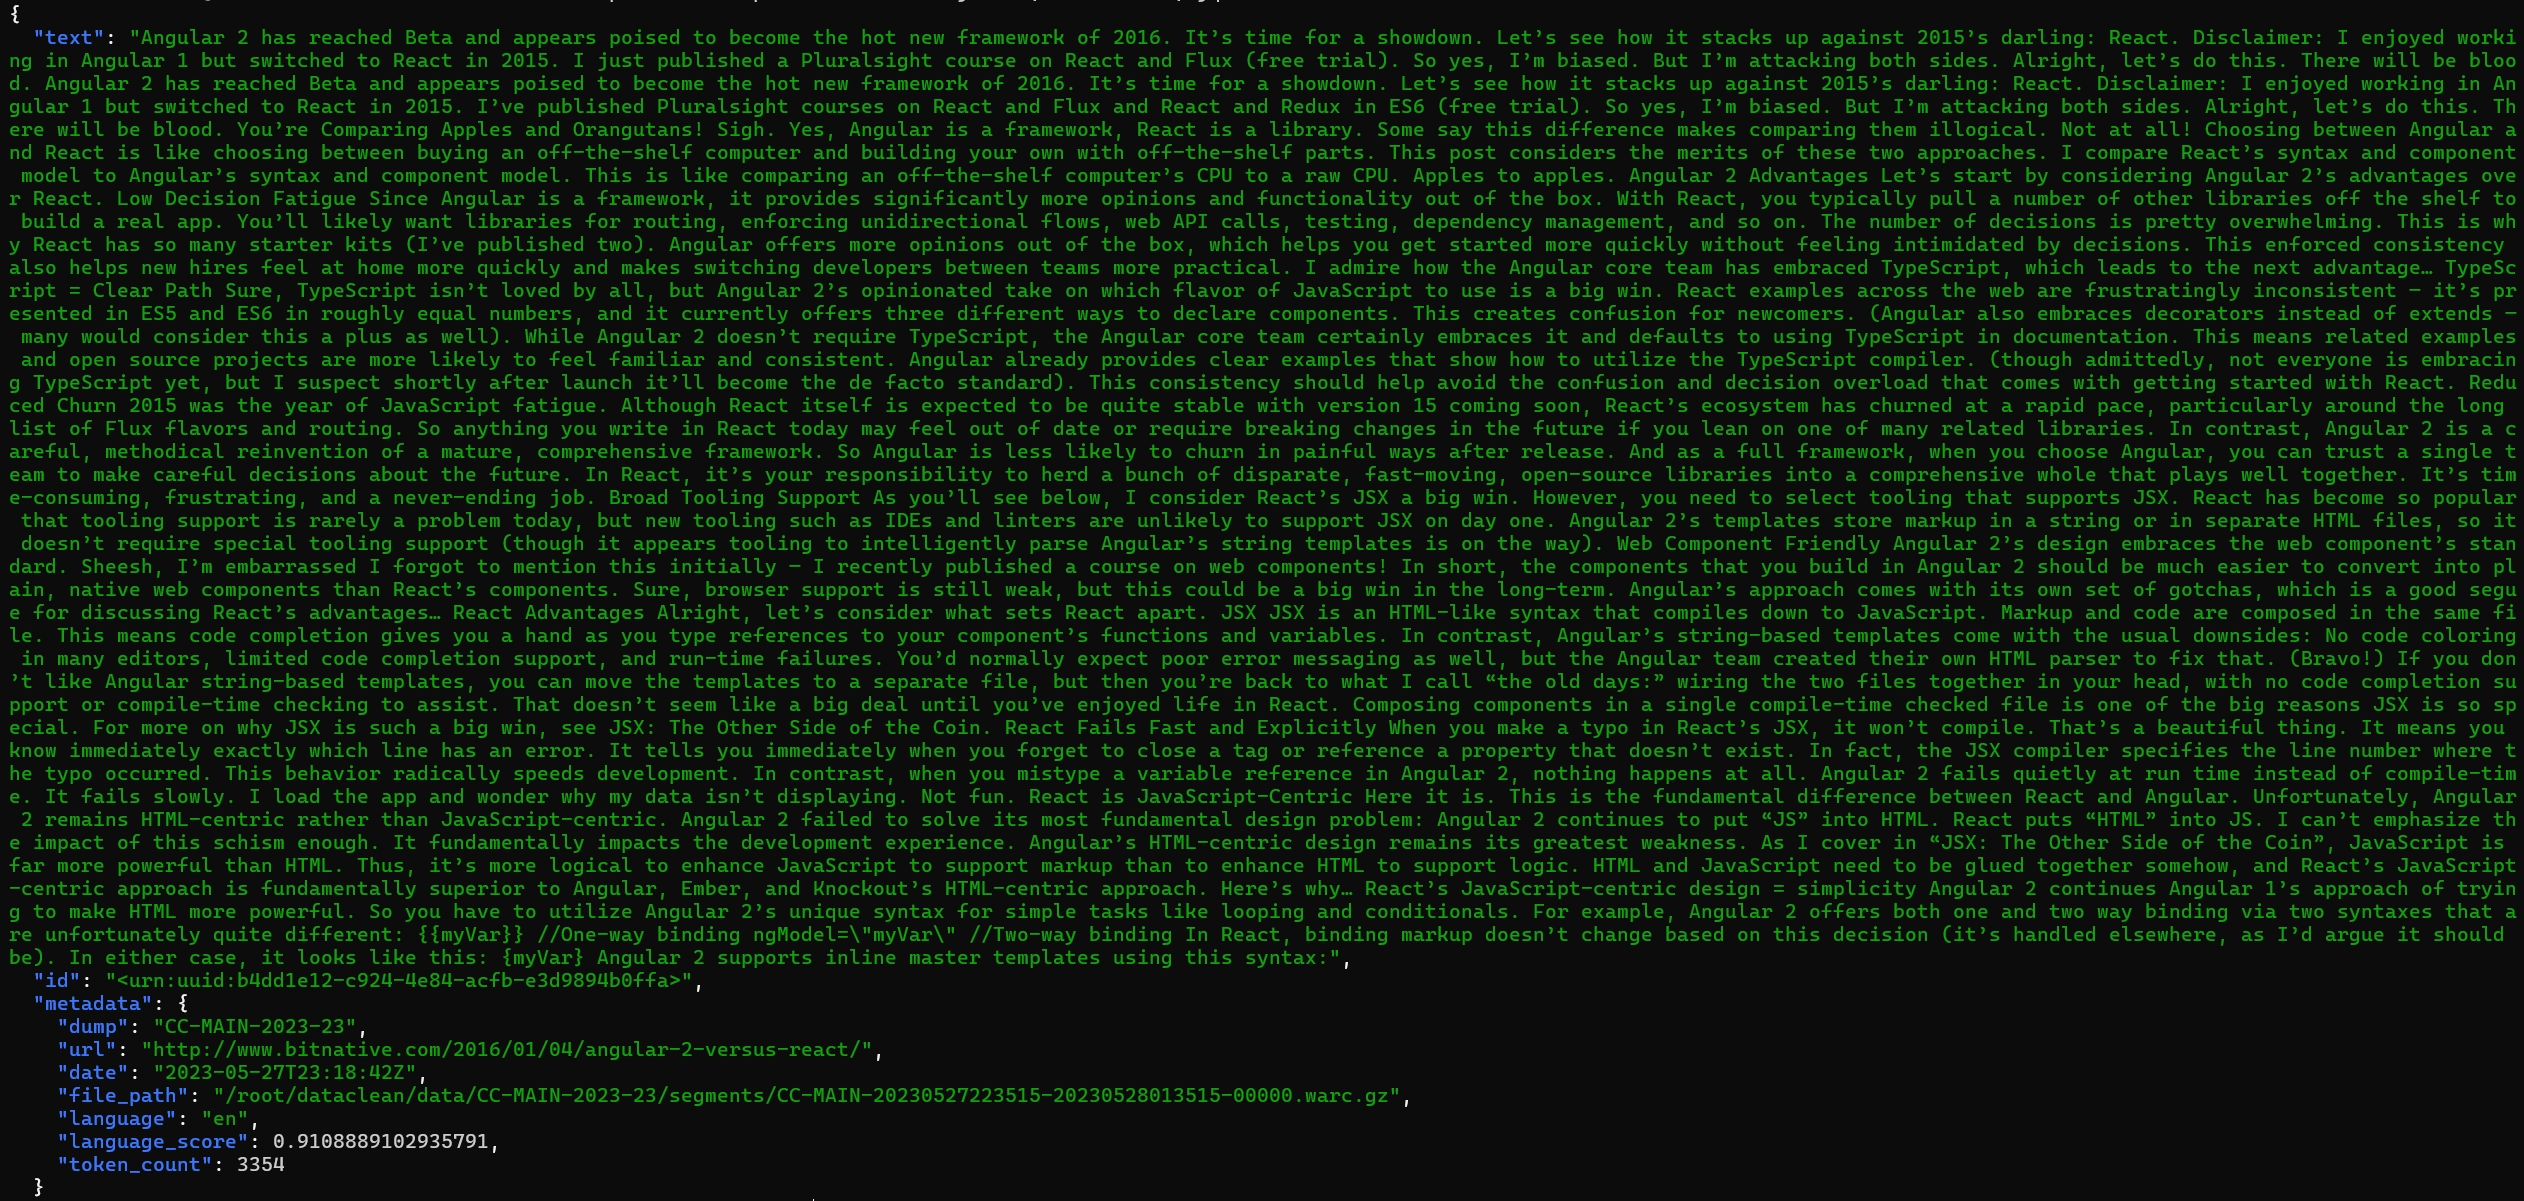 {
"text": "Angular 2 has reached Beta and appears poised to become the hot new framework of 2016. It’s time for a showdown. Let’s see how it stacks up against 2015’s darling: React. Disclaimer: I enjoyed worki
ng in Angular 1 but switched to React in 2015. I just published a Pluralsight course on React and Flux (free trial). So yes, I’m biased. But I’m attacking both sides. Alright, let’s do this. There will be bloo
d. Angular 2 has reached Beta and appears poised to become the hot new framework of 2016. It’s time for a showdown. Let’s see how it stacks up against 2015’s darling: React. Disclaimer: I enjoyed working in An
gular 1 but switched to React in 2015. I’ve published Pluralsight courses on React and Flux and React and Redux in ES6 (free trial). So yes, I’m biased. But I’m attacking both sides. Alright, let’s do this. Th
ere will be blood. You’re Comparing Apples and Orangutans! Sigh. Yes, Angular is a framework, React is a library. Some say this difference makes comparing them illogical. Not at all! Choosing between Angular a
nd React is like choosing between buying an off-the-shelf computer and building your own with off-the-shelf parts. This post considers the merits of these two approaches. I compare React’s syntax and component
model to Angular’s syntax and component model. This is like comparing an off-the-shelf computer’s CPU to a raw CPU. Apples to apples. Angular 2 Advantages Let’s start by considering Angular 2’s advantages ove
r React. Low Decision Fatigue Since Angular is a framework, it provides significantly more opinions and functionality out of the box. With React, you typically pull a number of other libraries off the shelf to
build a real app. You’ll likely want libraries for routing, enforcing unidirectional flows, web API calls, testing, dependency management, and so on. The number of decisions is pretty overwhelming. This is wh
y React has so many starter kits (I’ve published two). Angular offers more opinions out of the box, which helps you get started more quickly without feeling intimidated by decisions. This enforced consistency
also helps new hires feel at home more quickly and makes switching developers between teams more practical. I admire how the Angular core team has embraced TypeScript, which leads to the next advantage… TypeSc
ript = Clear Path Sure, TypeScript isn’t loved by all, but Angular 2’s opinionated take on which flavor of JavaScript to use is a big win. React examples across the web are frustratingly inconsistent – it’s pr
esented in ES5 and ES6 in roughly equal numbers, and it currently offers three different ways to declare components. This creates confusion for newcomers. (Angular also embraces decorators instead of extends –
many would consider this a plus as well). While Angular 2 doesn’t require TypeScript, the Angular core team certainly embraces it and defaults to using TypeScript in documentation. This means related examples
and open source projects are more likely to feel familiar and consistent. Angular already provides clear examples that show how to utilize the TypeScript compiler. (though admittedly, not everyone is embracin
g TypeScript yet, but I suspect shortly after launch it’ll become the de facto standard). This consistency should help avoid the confusion and decision overload that comes with getting started with React. Redu
ced Churn 2015 was the year of JavaScript fatigue. Although React itself is expected to be quite stable with version 15 coming soon, React’s ecosystem has churned at a rapid pace, particularly around the long
list of Flux flavors and routing. So anything you write in React today may feel out of date or require breaking changes in the future if you lean on one of many related libraries. In contrast, Angular 2 is a c
areful, methodical reinvention of a mature, comprehensive framework. So Angular is less likely to churn in painful ways after release. And as a full framework, when you choose Angular, you can trust a single t
eam to make careful decisions about the future. In React, it’s your responsibility to herd a bunch of disparate, fast-moving, open-source libraries into a comprehensive whole that plays well together. It’s tim
e-consuming, frustrating, and a never-ending job. Broad Tooling Support As you’ll see below, I consider React’s JSX a big win. However, you need to select tooling that supports JSX. React has become so popular
that tooling support is rarely a problem today, but new tooling such as IDEs and linters are unlikely to support JSX on day one. Angular 2’s templates store markup in a string or in separate HTML files, so it
doesn’t require special tooling support (though it appears tooling to intelligently parse Angular’s string templates is on the way). Web Component Friendly Angular 2’s design embraces the web component’s stan
dard. Sheesh, I’m embarrassed I forgot to mention this initially – I recently published a course on web components! In short, the components that you build in Angular 2 should be much easier to convert into pl
ain, native web components than React’s components. Sure, browser support is still weak, but this could be a big win in the long-term. Angular’s approach comes with its own set of gotchas, which is a good segu
e for discussing React’s advantages… React Advantages Alright, let’s consider what sets React apart. JSX JSX is an HTML-like syntax that compiles down to JavaScript. Markup and code are composed in the same fi
le. This means code completion gives you a hand as you type references to your component’s functions and variables. In contrast, Angular’s string-based templates come with the usual downsides: No code coloring
in many editors, limited code completion support, and run-time failures. You’d normally expect poor error messaging as well, but the Angular team created their own HTML parser to fix that. (Bravo!) If you don
’t like Angular string-based templates, you can move the templates to a separate file, but then you’re back to what I call “the old days:” wiring the two files together in your head, with no code completion su
pport or compile-time checking to assist. That doesn’t seem like a big deal until you’ve enjoyed life in React. Composing components in a single compile-time checked file is one of the big reasons JSX is so sp
ecial. For more on why JSX is such a big win, see JSX: The Other Side of the Coin. React Fails Fast and Explicitly When you make a typo in React’s JSX, it won’t compile. That’s a beautiful thing. It means you
know immediately exactly which line has an error. It tells you immediately when you forget to close a tag or reference a property that doesn’t exist. In fact, the JSX compiler specifies the line number where t
he typo occurred. This behavior radically speeds development. In contrast, when you mistype a variable reference in Angular 2, nothing happens at all. Angular 2 fails quietly at run time instead of compile-tim
e. It fails slowly. I load the app and wonder why my data isn’t displaying. Not fun. React is JavaScript-Centric Here it is. This is the fundamental difference between React and Angular. Unfortunately, Angular
2 remains HTML-centric rather than JavaScript-centric. Angular 2 failed to solve its most fundamental design problem: Angular 2 continues to put “JS” into HTML. React puts “HTML” into JS. I can’t emphasize th
e impact of this schism enough. It fundamentally impacts the development experience. Angular’s HTML-centric design remains its greatest weakness. As I cover in “JSX: The Other Side of the Coin”, JavaScript is
far more powerful than HTML. Thus, it’s more logical to enhance JavaScript to support markup than to enhance HTML to support logic. HTML and JavaScript need to be glued together somehow, and React’s JavaScript
-centric approach is fundamentally superior to Angular, Ember, and Knockout’s HTML-centric approach. Here’s why… React’s JavaScript-centric design = simplicity Angular 2 continues Angular 1’s approach of tryin
g to make HTML more powerful. So you have to utilize Angular 2’s unique syntax for simple tasks like looping and conditionals. For example, Angular 2 offers both one and two way binding via two syntaxes that a
re unfortunately quite different: {{myVar}} //One-way binding ngModel=\"myVar\" //Two-way binding In React, binding markup doesn’t change based on this decision (it’s handled elsewhere, as I’d argue it should
be). In either case, it looks like this: {myVar} Angular 2 supports inline master templates using this syntax:",
"id": "<urn:uuid:b4dd1e12-c924-4e84-acfb-e3d9894b0ffa>",
"metadata": {
"dump": "CC-MAIN-2023-23",
"url": "http://www.bitnative.com/2016/01/04/angular-2-versus-react/",
"date": "2023-05-27T23:18:42Z",
"file_path": "/root/dataclean/data/CC-MAIN-2023-23/segments/CC-MAIN-20230527223515-20230528013515-00000.warc.gz",
"language": "en",
"language_score": 0.9108889102935791,
"token_count": 3354
}